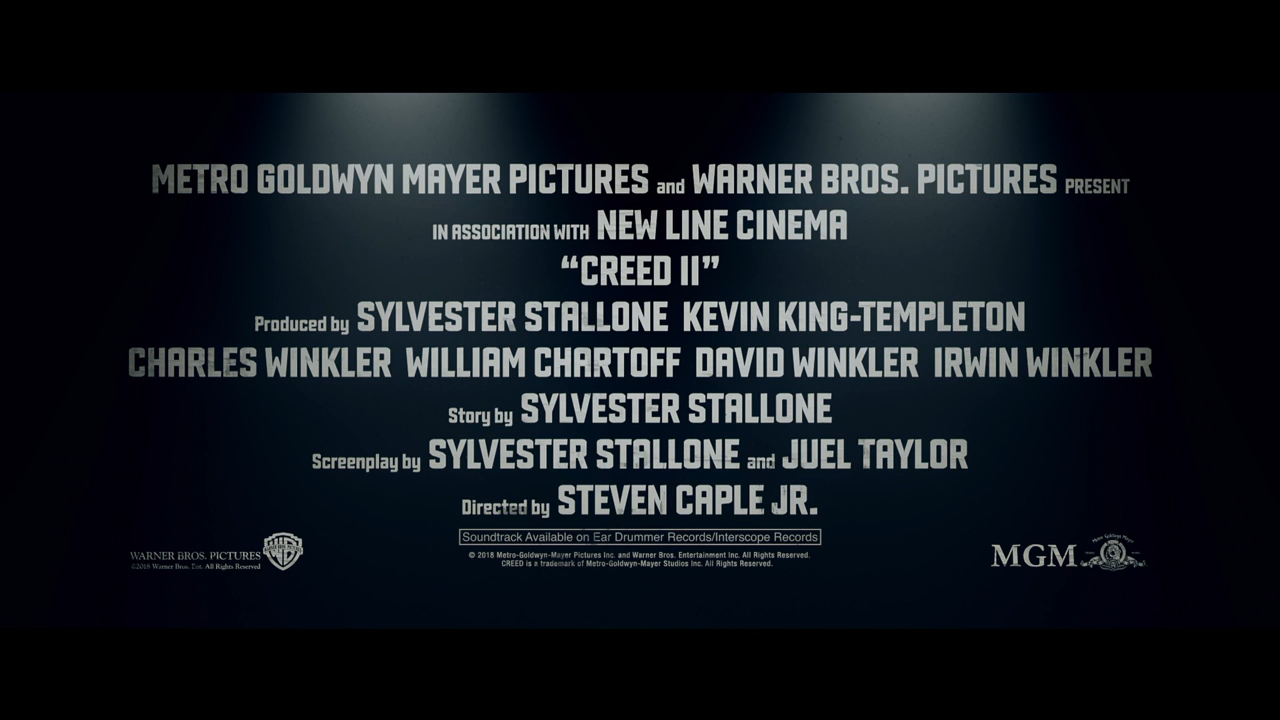 METRO GOLDWYN MAYER PICTURES and WARNER BROS. PICTURES PRESENT
IN ASSOCIATION WITH NEW LINE CINEMA
“CREED II”
Produced by SYLVESTER STALLONE KEVIN KING-TEMPLETON
CHARLES WINKLER WILLIAM CHARTOFF DAVID WINKLER IRWIN WINKLER
Story by SYLVESTER STALLONE
Screenplay by SYLVESTER STALLONE and JUEL TAYLOR
Directed by STEVEN CAPLE JR.
Soundtrack Available on Ear Drummer Records/Interscope Records
WARNER BROS. PICTURES
©2018 Warner Bros. Ent. All Rights Reserved
© 2018 Metro-Goldwyn-Mayer Pictures Inc. and Warner Bros. Entertainment Inc. All Rights Reserved.
CREED is a trademark of Metro-Goldwyn-Mayer Studios Inc. All Rights Reserved.
MGM